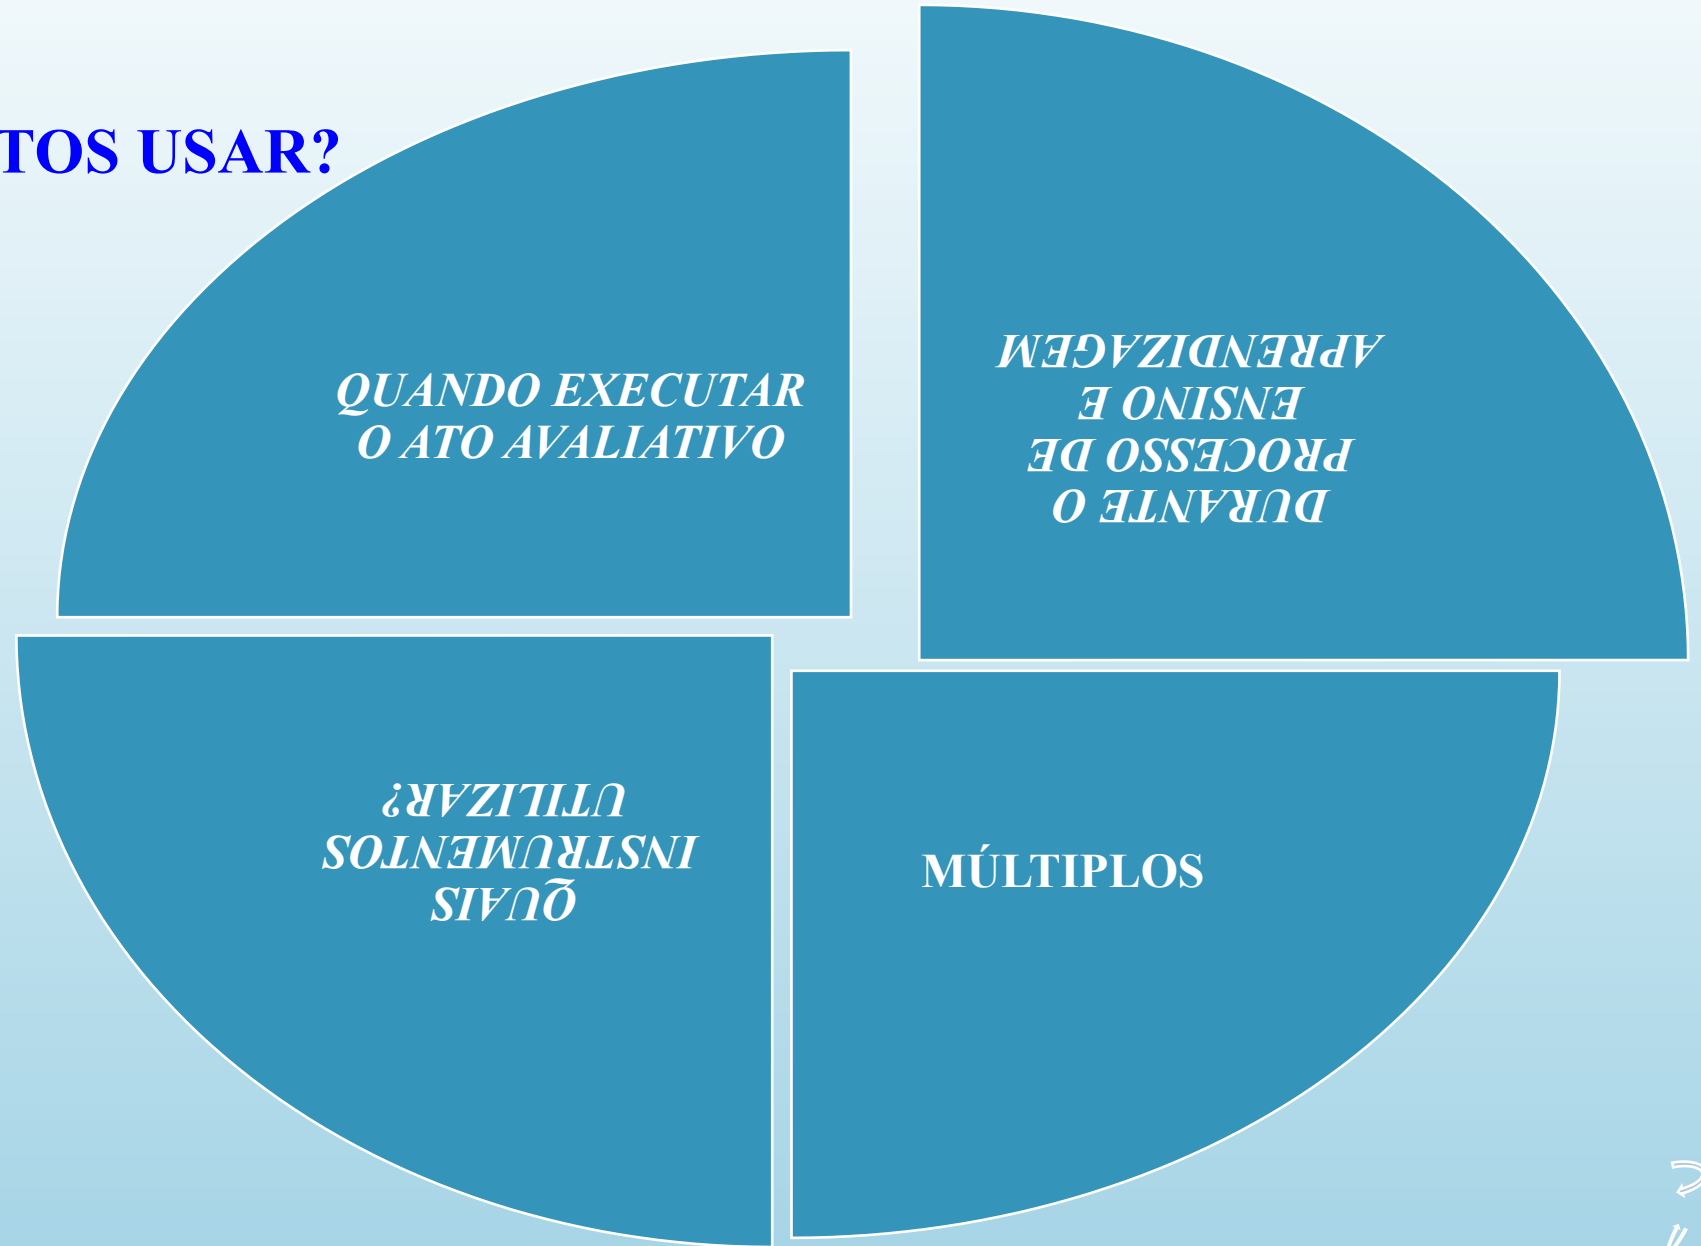 TOS USAR?
QUANDO EXECUTAR
O ATO AVALIATIVO
DURANTE O
PROCESSO DE
ENSINO E
APRENDIZAGEM
QUAIS
INSTRUMENTOS
UTILIZAR?
MÚLTIPLOS